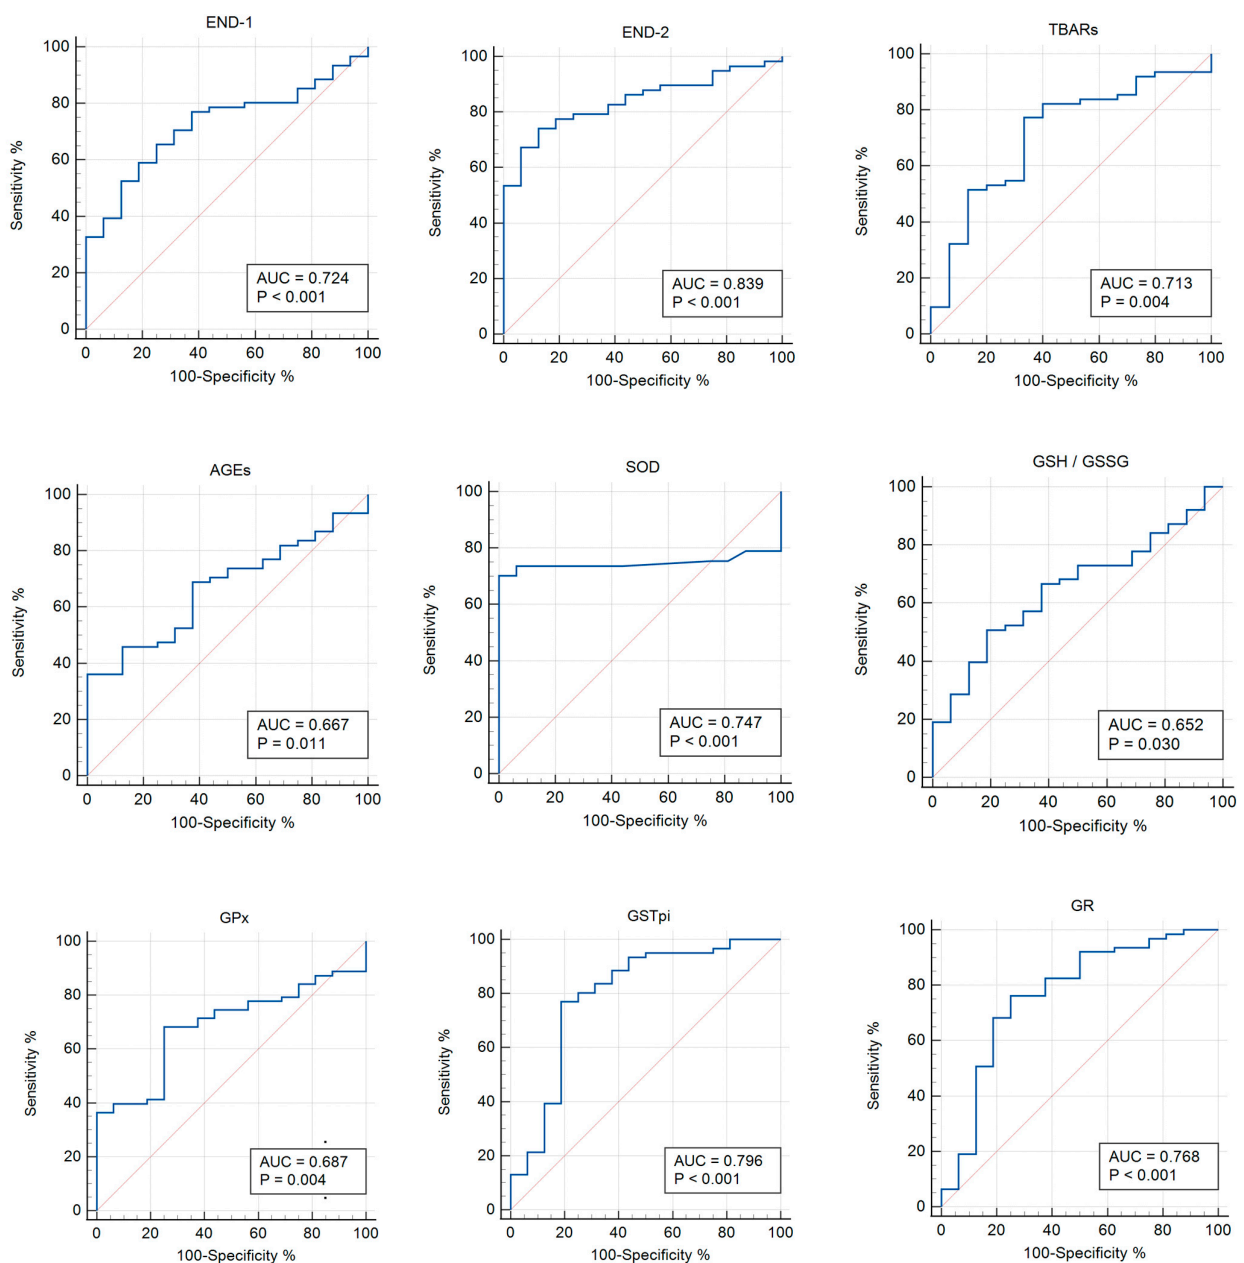 END-1
100
80
60
40
20
0
Sensitivity %
AUC = 0.724
P < 0.001
0 20 40 60 80 100
100-Specificity %
END-2
100
80
60
40
20
0
Sensitivity %
AUC = 0.839
P < 0.001
0 20 40 60 80 100
100-Specificity %
TBARs
100
80
60
40
20
0
Sensitivity %
AUC = 0.713
P = 0.004
0 20 40 60 80 100
100-Specificity %
AGEs
100
80
60
40
20
0
Sensitivity %
AUC = 0.667
P = 0.011
0 20 40 60 80 100
100-Specificity %
SOD
100
80
60
40
20
0
Sensitivity %
AUC = 0.747
P < 0.001
0 20 40 60 80 100
100-Specificity %
GSH / GSSG
100
80
60
40
20
0
Sensitivity %
AUC = 0.652
P = 0.030
0 20 40 60 80 100
100-Specificity %
GPx
100
80
60
40
20
0
Sensitivity %
AUC = 0.687
P = 0.004
0 20 40 60 80 100
100-Specificity %
GSTpi
100
80
60
40
20
0
Sensitivity %
AUC = 0.796
P < 0.001
0 20 40 60 80 100
100-Specificity %
GR
100
80
60
40
20
0
Sensitivity %
AUC = 0.768
P < 0.001
0 20 40 60 80 100
100-Specificity %